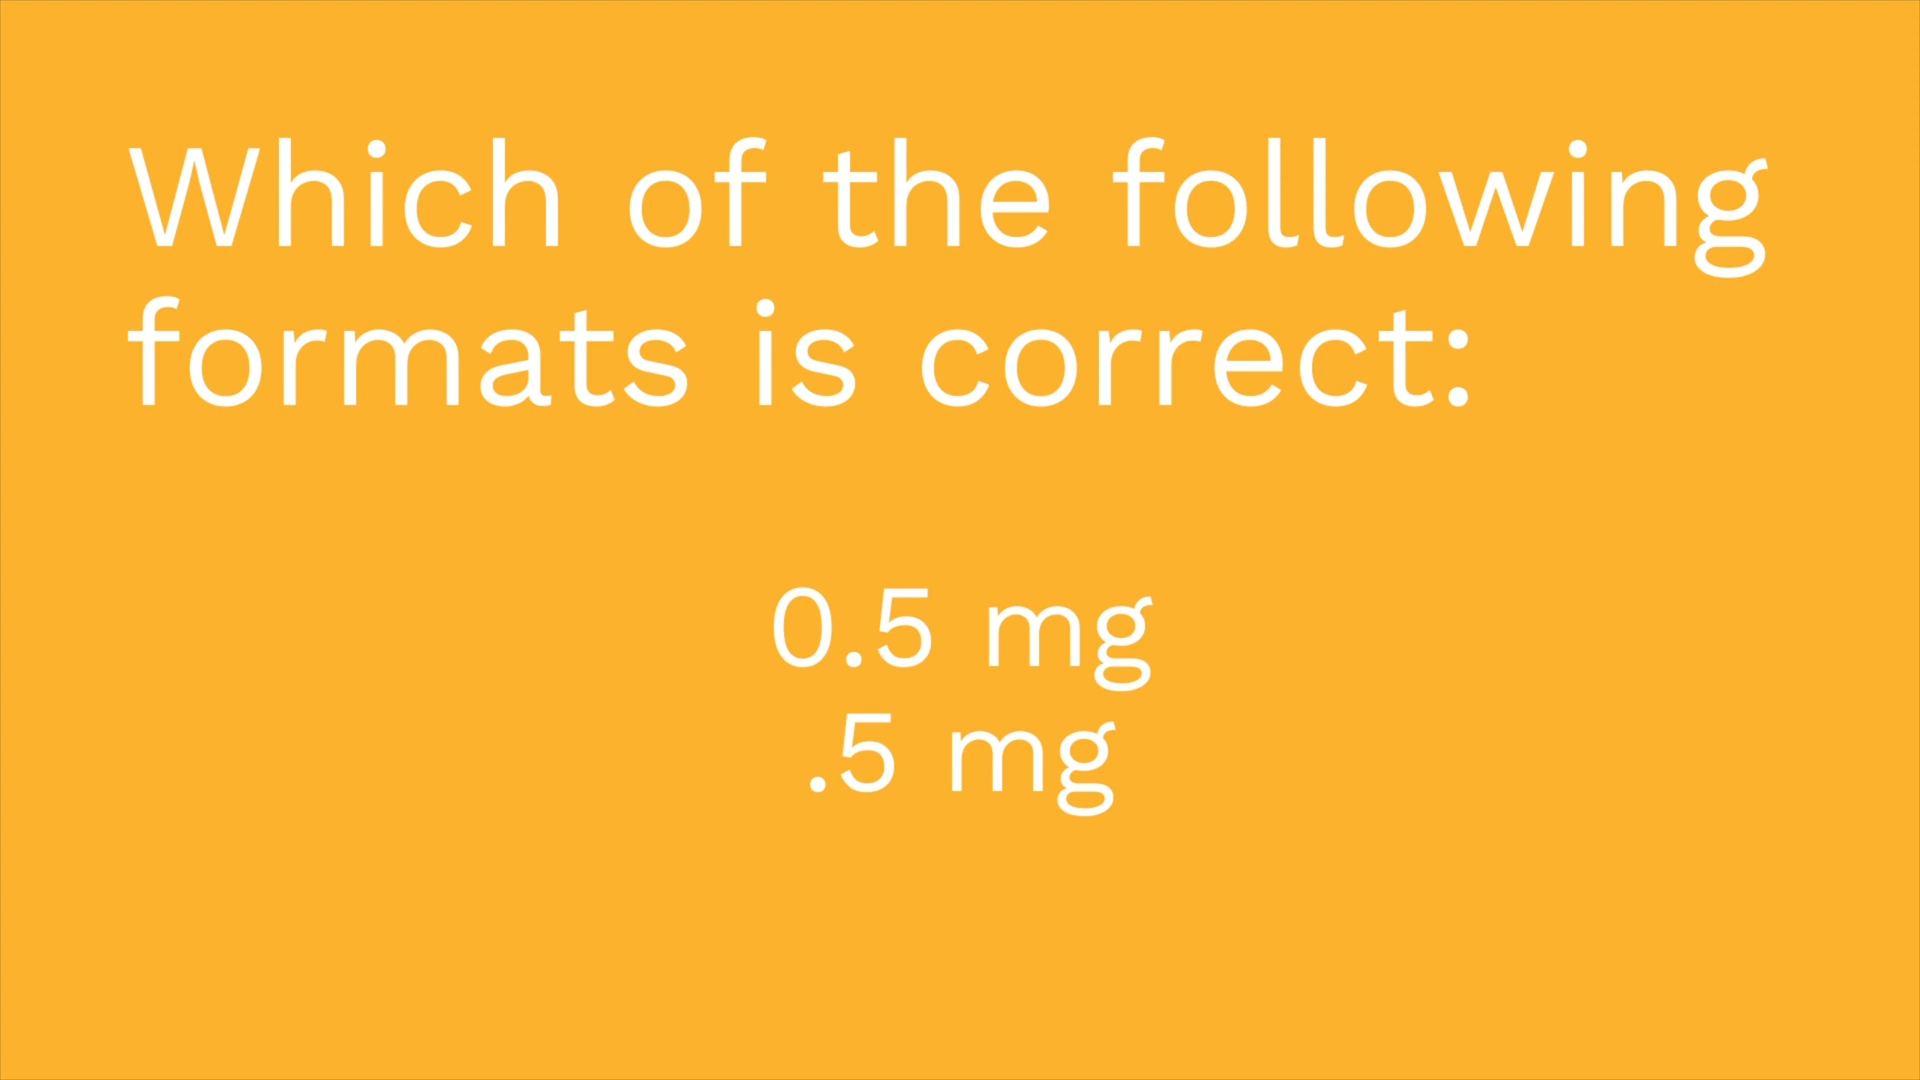 Which of the following
formats is correct:
0.5 mg
.5 mg